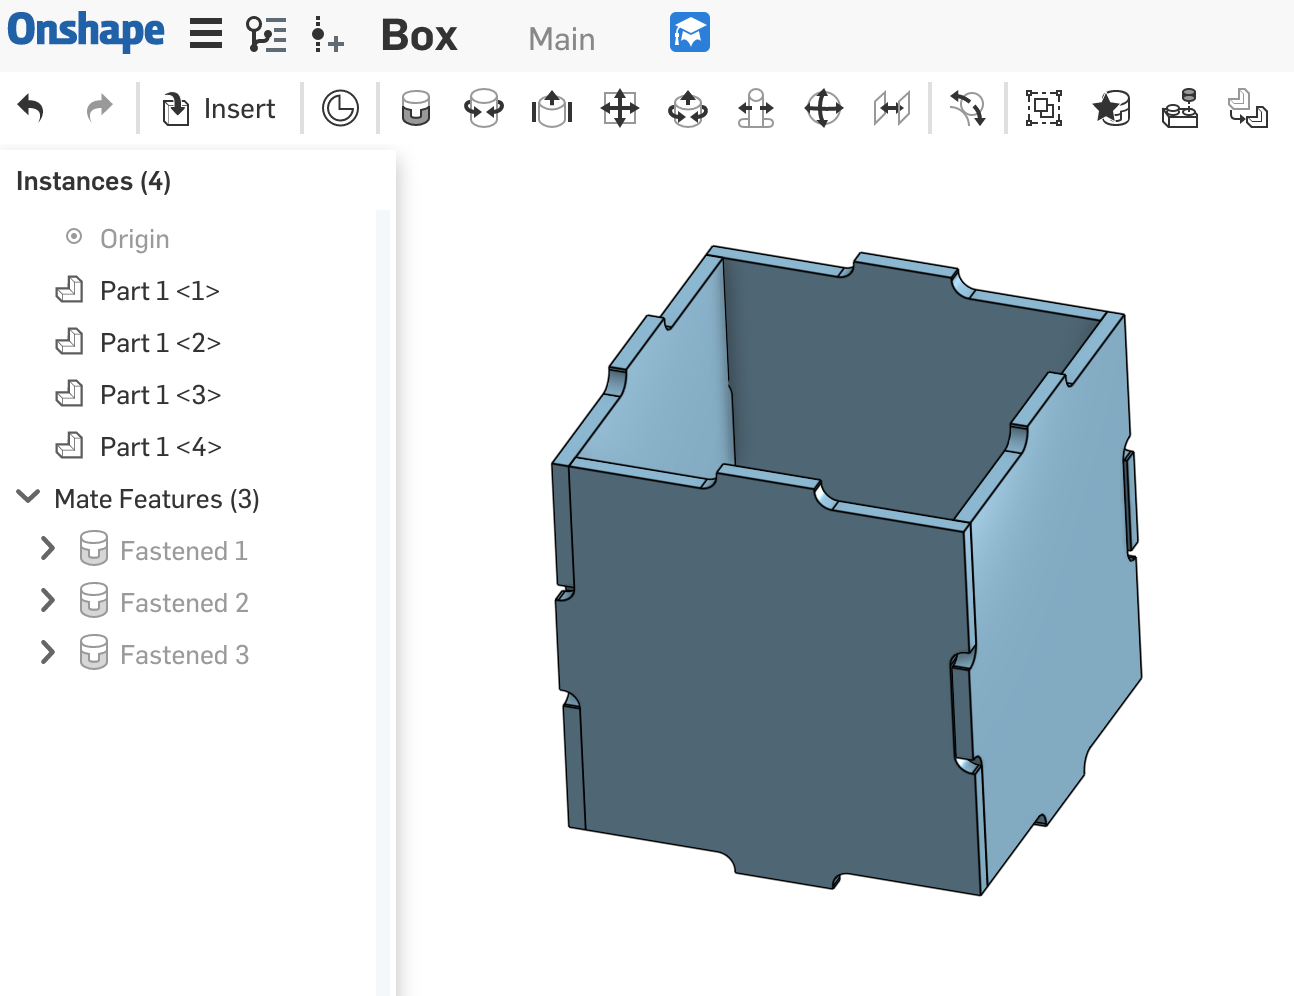 Onshape Box Main
Insert
Instances (4)
Origin
Part 1 <1>
Part 1 <2>
Part 1 <3>
Part 1 <4>
Mate Features (3)
Fastened 1
Fastened 2
Fastened 3